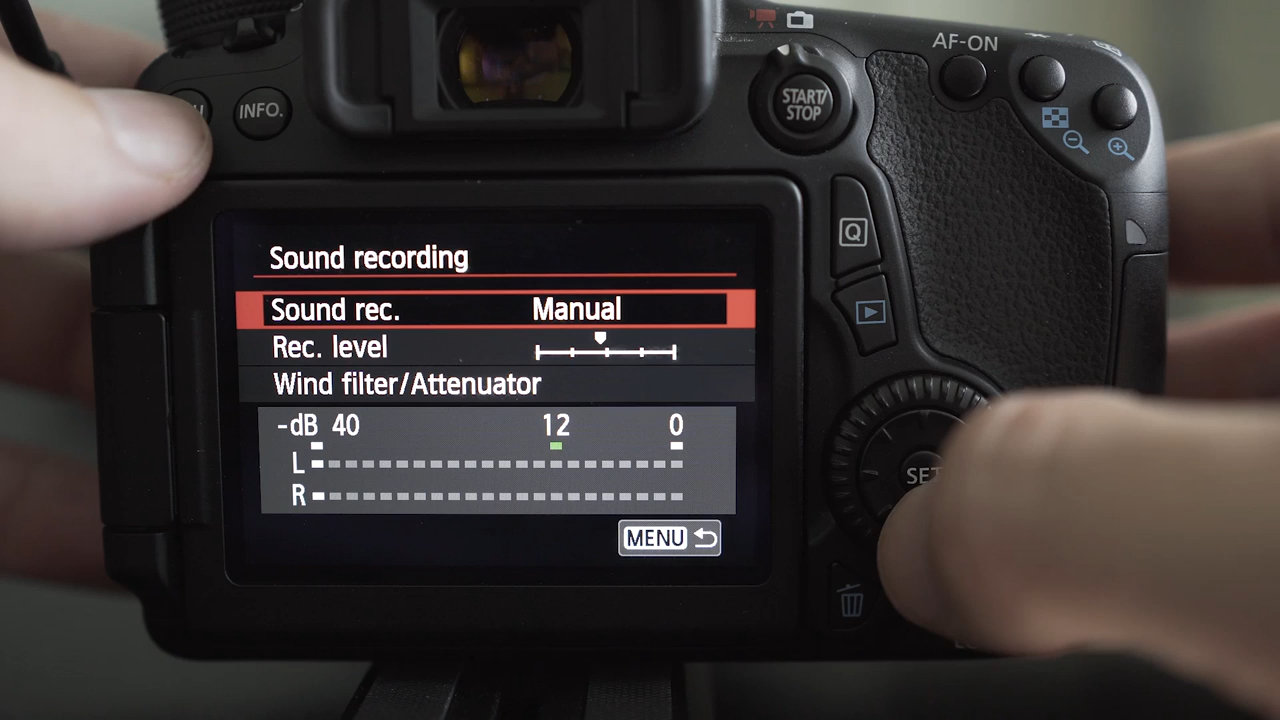 AF-ON
INFO.
START/
STOP
Q
Sound recording
Sound rec. Manual
Rec. level
Wind filter/Attenuator
-dB 40 12 0
L
R
SET
MENU